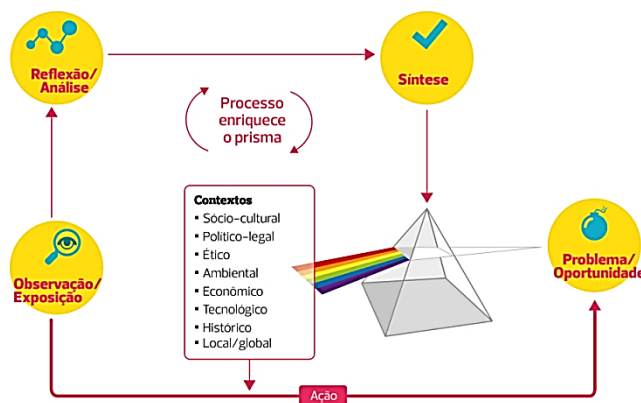 Reflexão/
Análise
Síntese
Processo
enriquece
o prisma
Contextos
▪ Sócio-cultural
▪ Político-legal
▪ Ético
▪ Ambiental
▪ Econômico
▪ Tecnológico
▪ Histórico
▪ Local/global
Observação/
Exposição
Problema/
Oportunidade
Ação